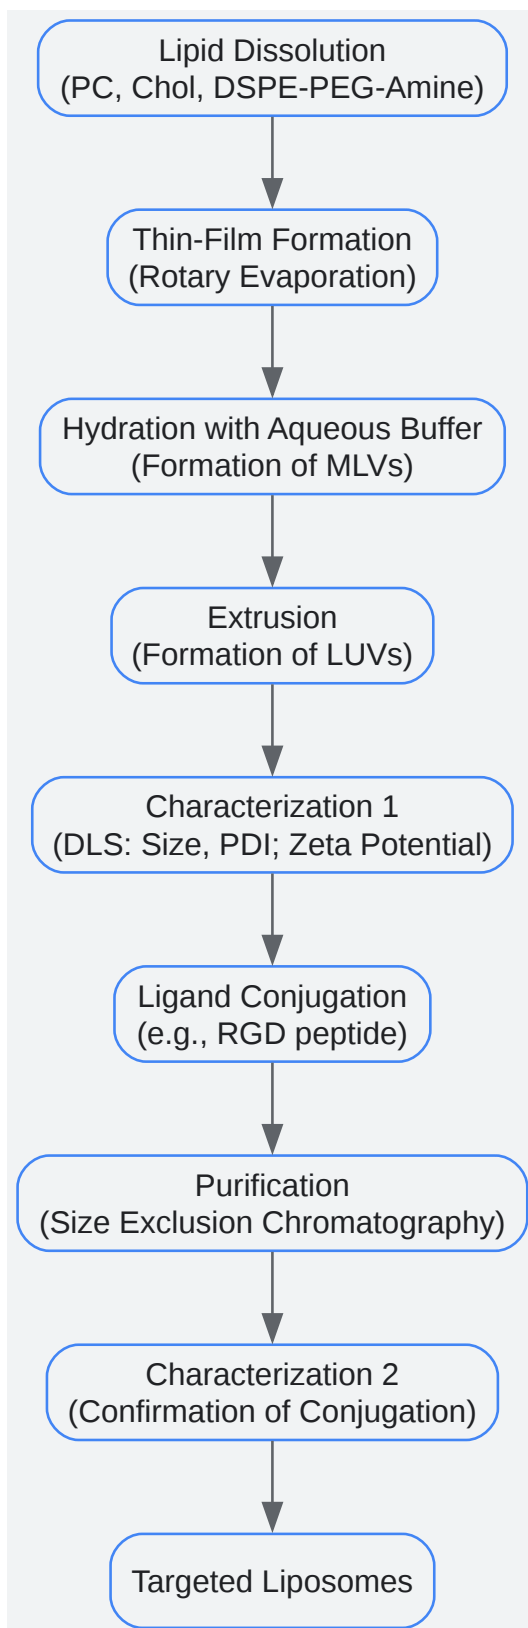 Lipid Dissolution
(PC, Chol, DSPE-PEG-Amine)
Thin-Film Formation
(Rotary Evaporation)
Hydration with Aqueous Buffer
(Formation of MLVs)
Extrusion
(Formation of LUVs)
Characterization 1
(DLS: Size, PDI; Zeta Potential)
Ligand Conjugation
(e.g., RGD peptide)
Purification
(Size Exclusion Chromatography)
Characterization 2
(Confirmation of Conjugation)
Targeted Liposomes